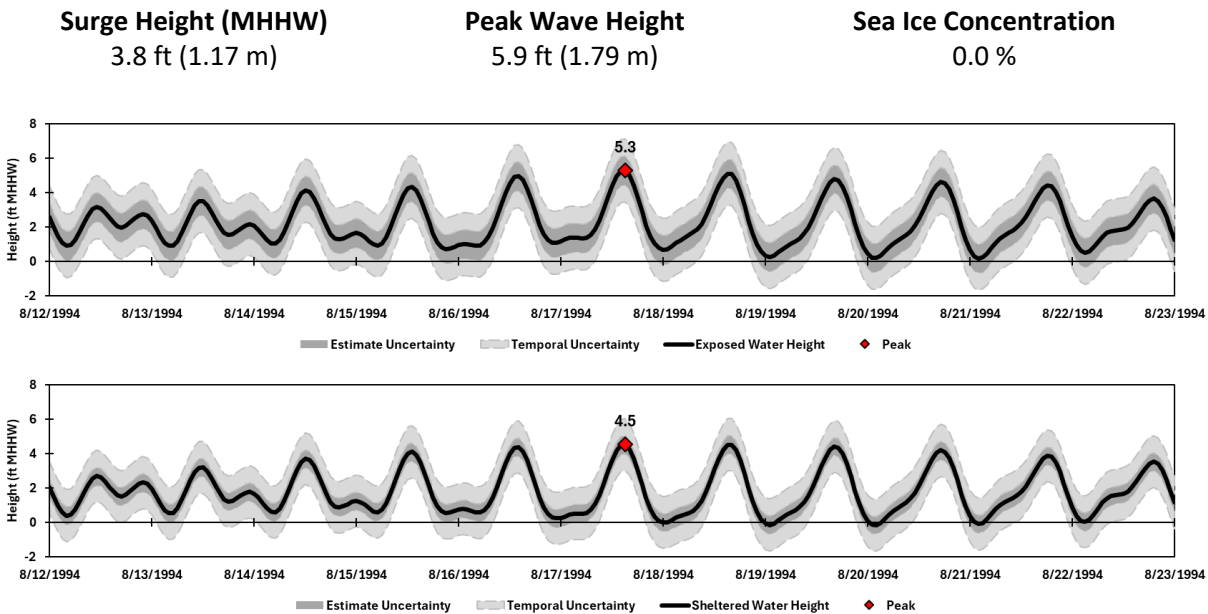 Surge Height (MHHW) Peak Wave Height Sea Ice Concentration
3.8 ft (1.17 m) 5.9 ft (1.79 m) 0.0 %
8
6
4
2
0
-2
Height (ft MHHW)
5.3
8/12/1994 8/13/1994 8/14/1994 8/15/1994 8/16/1994 8/17/1994 8/18/1994 8/19/1994 8/20/1994 8/21/1994 8/22/1994 8/23/1994
Estimate Uncertainty Temporal Uncertainty Exposed Water Height Peak
8
6
4
2
0
-2
Height (ft MHHW)
4.5
8/12/1994 8/13/1994 8/14/1994 8/15/1994 8/16/1994 8/17/1994 8/18/1994 8/19/1994 8/20/1994 8/21/1994 8/22/1994 8/23/1994
Estimate Uncertainty Temporal Uncertainty Sheltered Water Height Peak